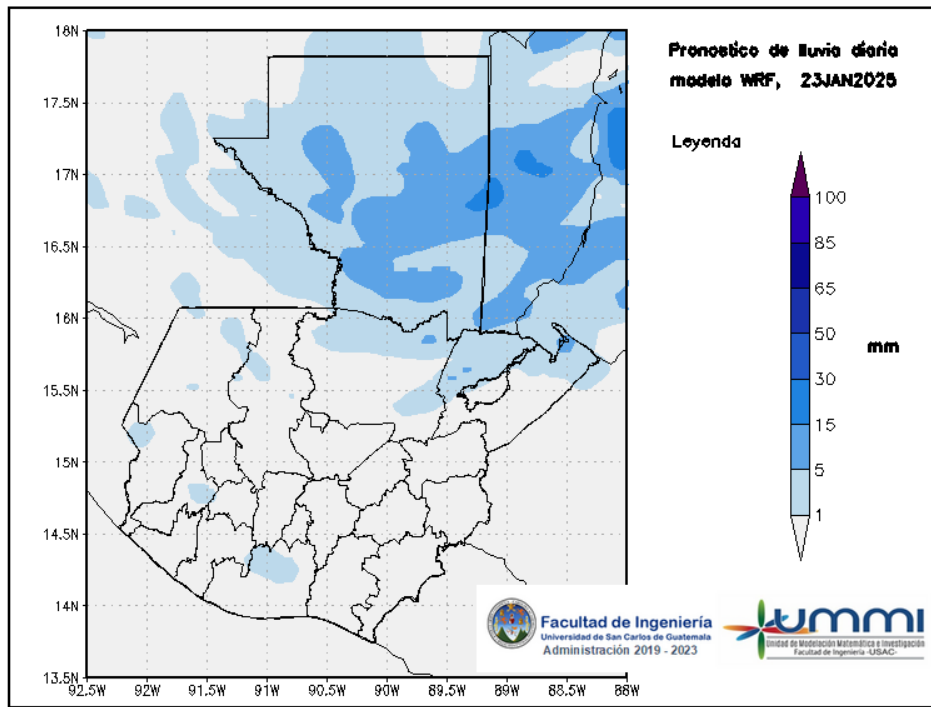 Pronostico de lluvia diaria
modelo WRF, 23JAN2025
Leyenda
100
85
65
50
30
15
5
1
mm
18N
17.5N
17N
16.5N
16N
15.5N
15N
14.5N
14N
13.5N
92.5W
92W
91.5W
91W
90.5W
90W
89.5W
89W
88.5W
88W
Facultad de Ingeniería
Universidad de San Carlos de Guatemala
Administración 2019 - 2023
UMMI
Unidad de Modelación Matemática e Investigación
Facultad de Ingeniería -USAC-